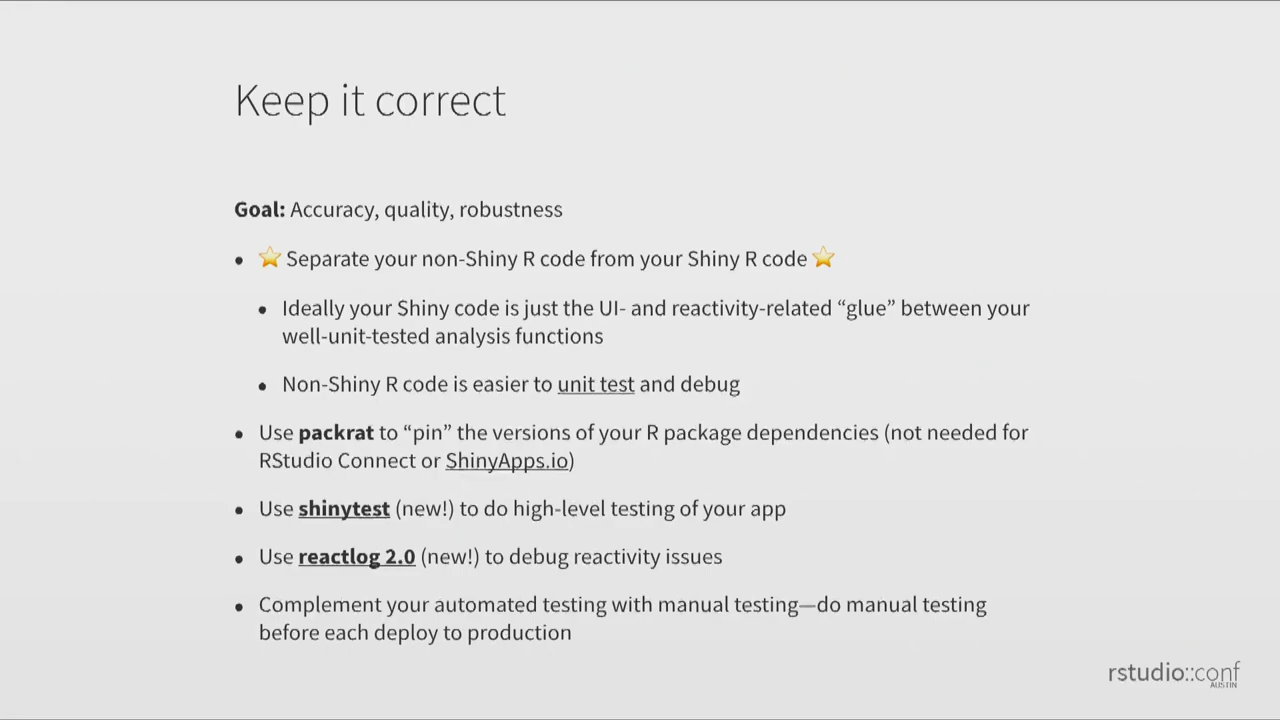 Keep it correct
Goal: Accuracy, quality, robustness
• ⭐ Separate your non-Shiny R code from your Shiny R code ⭐
• Ideally your Shiny code is just the UI- and reactivity-related “glue” between your
well-unit-tested analysis functions
• Non-Shiny R code is easier to unit test and debug
• Use packrat to “pin” the versions of your R package dependencies (not needed for
RStudio Connect or ShinyApps.io)
• Use shinytest (new!) to do high-level testing of your app
• Use reactlog 2.0 (new!) to debug reactivity issues
• Complement your automated testing with manual testing—do manual testing
before each deploy to production
rstudio::conf
AUSTIN